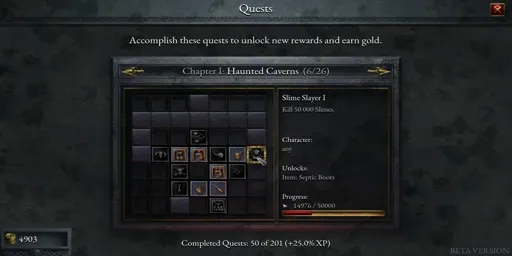 Quests
Accomplish these quests to unlock new rewards and earn gold.
Chapter I: Haunted Caverns (6/26)
Slime Slayer I
Kill 50 000 Slimes.
Character:
any
Unlocks:
Item: Septic Boots
Progress:
14976 / 50000
4903
Completed Quests: 50 of 201 (+25,0% XP)
BETA VERSION